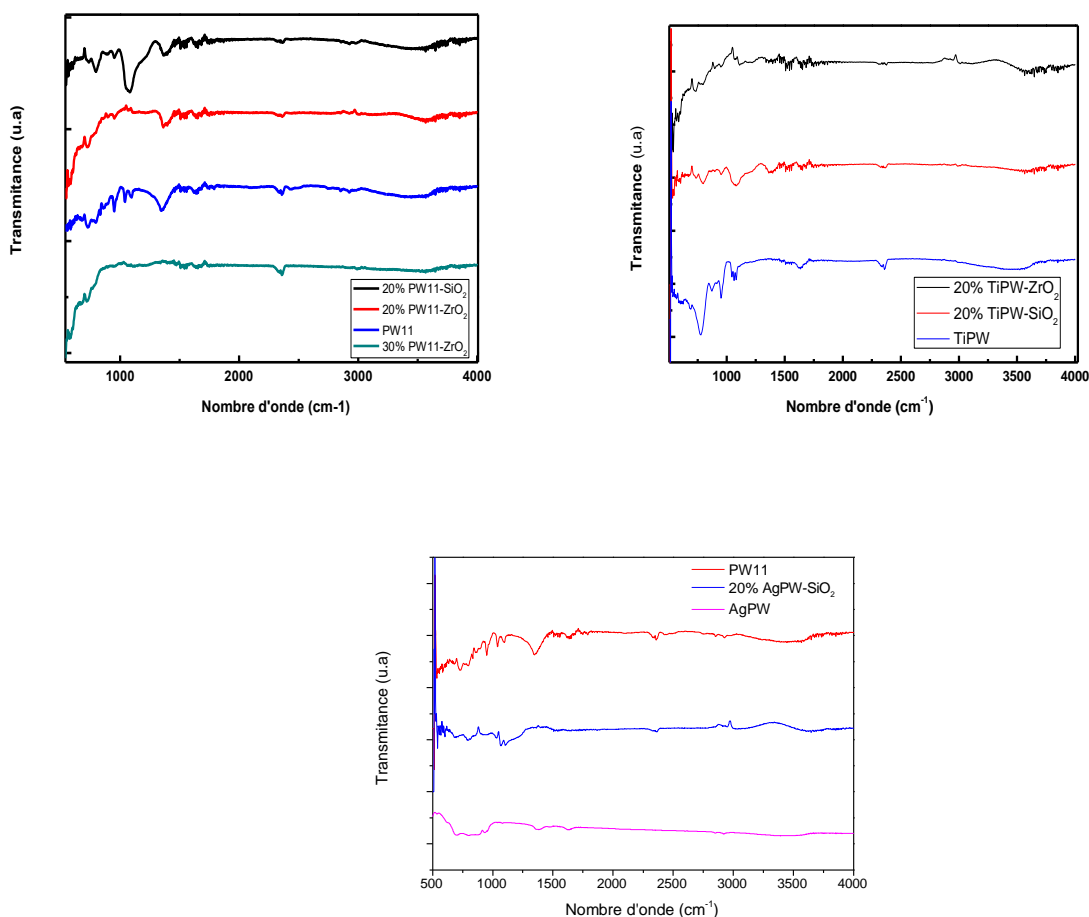 Transmitance (u.a)
20% PW11-SiO₂
20% PW11-ZrO₂
PW11
30% PW11-ZrO₂
1000 2000 3000 4000
Nombre d'onde (cm-1)
Transmitance (u.a)
20% TiPW-ZrO₂
20% TiPW-SiO₂
TiPW
1000 1500 2000 2500 3000 3500 4000
Nombre d'onde (cm⁻¹)
Transmitance (u.a)
PW11
20% AgPW-SiO₂
AgPW
500 1000 1500 2000 2500 3000 3500 4000
Nombre d'onde (cm⁻¹)